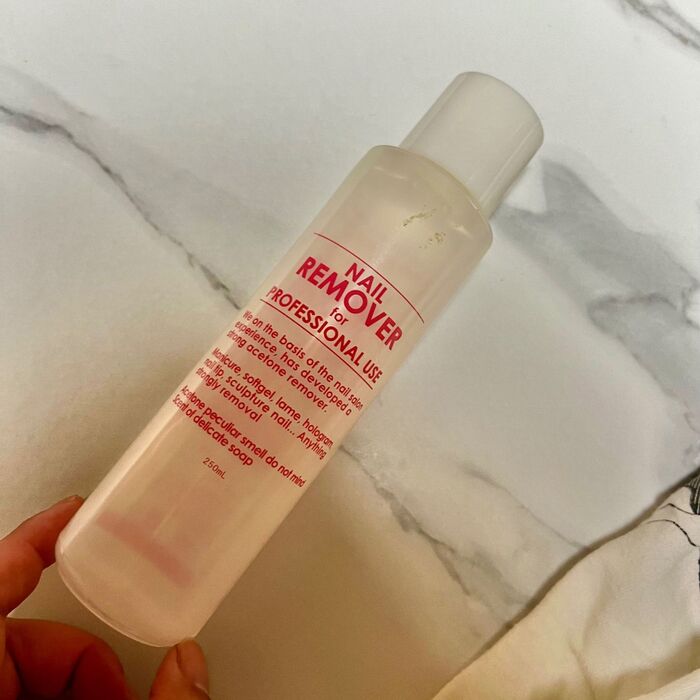 NAIL
REMOVER
for
PROFESSIONAL USE
We on the basis of the nail salon
experience, has developed a
strong acetone remover.
Manicure, softgel, lame, hologram,
nail tip, sculpture nail... Anything
strongly removal
Acetone peculiar smell do not mind
Scent of delicate soap
250mL